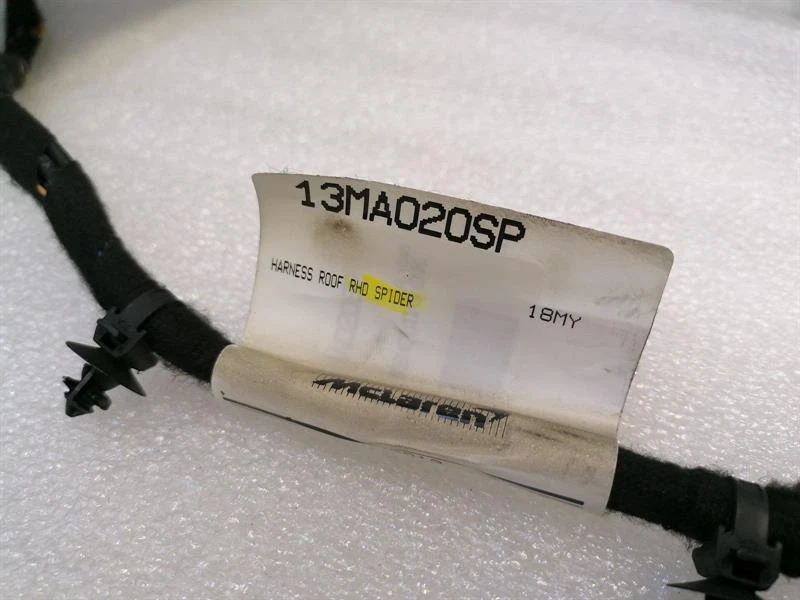 13MA020SP
HARNESS ROOF RHD SPIDER
18MY
McLaren